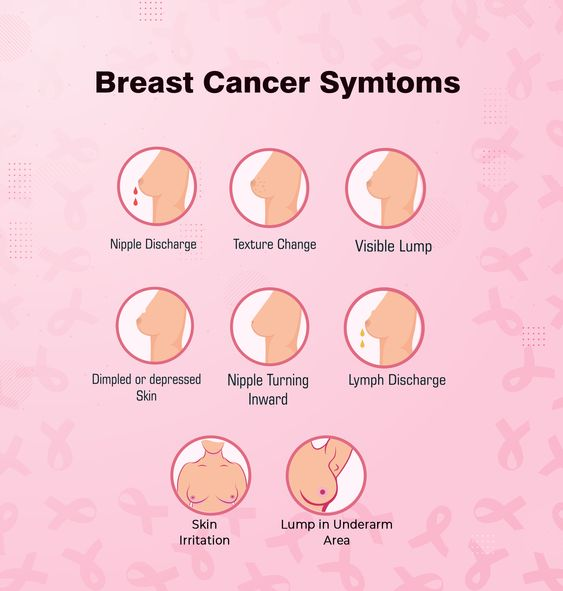 Breast Cancer Symtoms
Nipple Discharge
Texture Change
Visible Lump
Dimpled or depressed
Skin
Nipple Turning
Inward
Lymph Discharge
Skin
Irritation
Lump in Underarm
Area